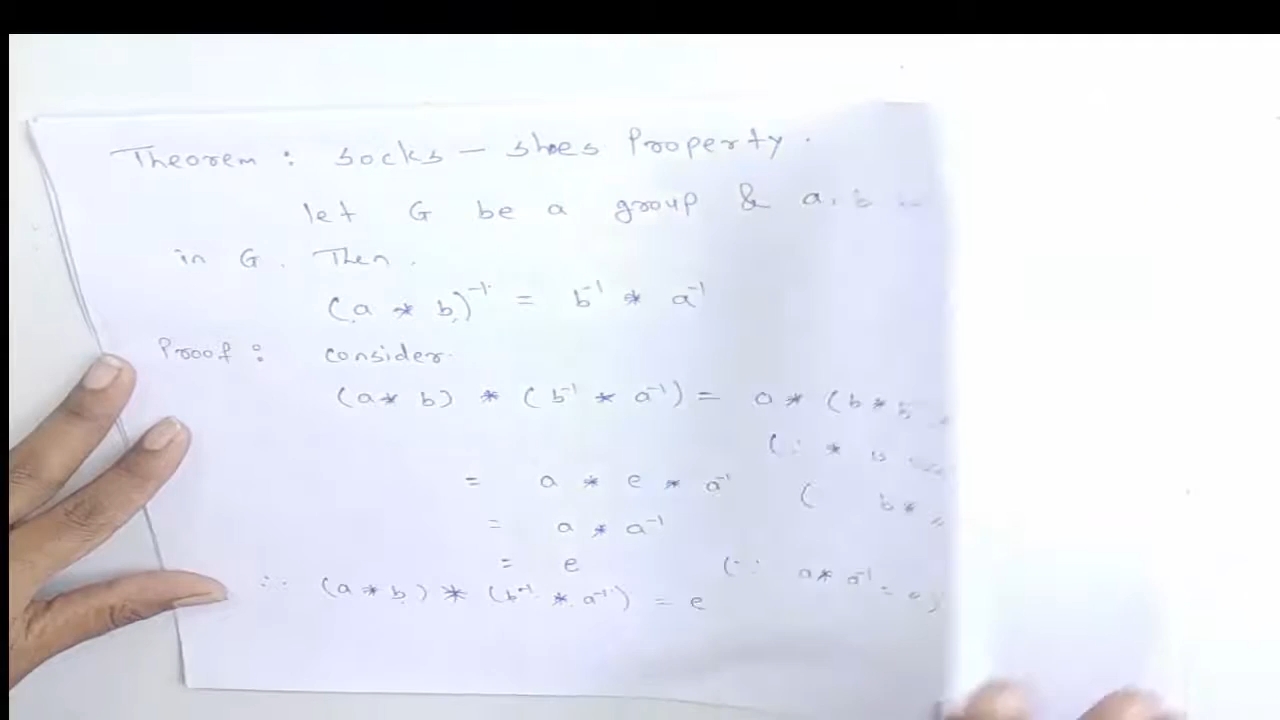 Theorem : socks - shoes Property.
let G be a group & a, b
in G. Then.
(a * b)⁻¹ = b⁻¹ * a⁻¹
Proof : consider.
(a * b) * (b⁻¹ * a⁻¹) = a * (b * b
(∵ * is
= a * e * a⁻¹ ( b *
= a * a⁻¹
= e (∵ a * a⁻¹ = e)
∴ (a * b) * (b⁻¹ * a⁻¹) = e